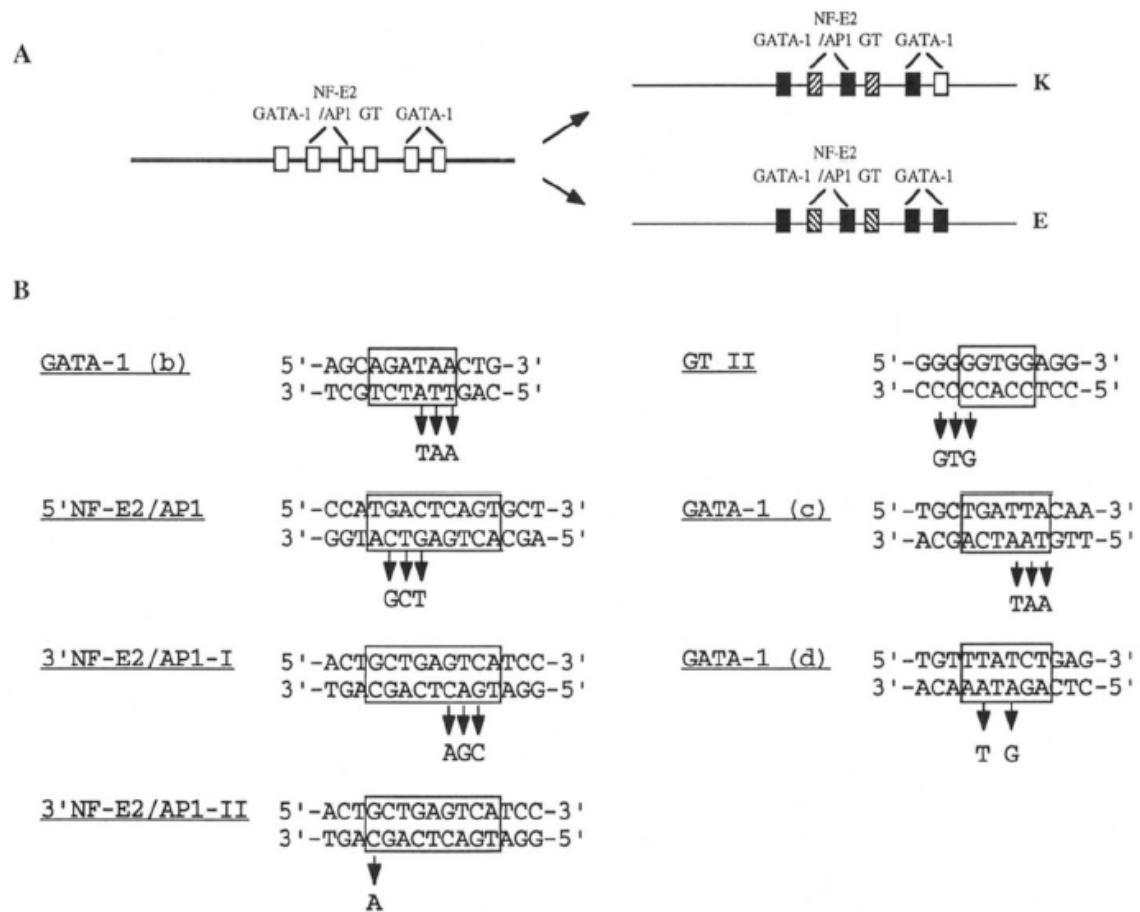 A
NF-E2
GATA-1 /AP1 GT GATA-1
NF-E2
GATA-1 /AP1 GT GATA-1
K
NF-E2
GATA-1 /AP1 GT GATA-1
E
B
GATA-1 (b)
5'-AGCAGATAACTG-3'
3'-TCGTCTATTGAC-5'
TAA
5'NF-E2/AP1
5'-CCATGACTCAGTGCT-3'
3'-GGTACTGAGTCACGA-5'
GCT
3'NF-E2/AP1-I
5'-ACTGCTGAGTCATCC-3'
3'-TGACGACTCAGTAGG-5'
AGC
3'NF-E2/AP1-II
5'-ACTGCTGAGTCATCC-3'
3'-TGACGACTCAGTAGG-5'
A
GT II
5'-GGGGGTGGAGG-3'
3'-CCCCCACCTCC-5'
GTG
GATA-1 (c)
5'-TGCTGATTACAA-3'
3'-ACGACTAATGTT-5'
TAA
GATA-1 (d)
5'-TGTTTATCTGAG-3'
3'-ACAAATAGACTC-5'
T G